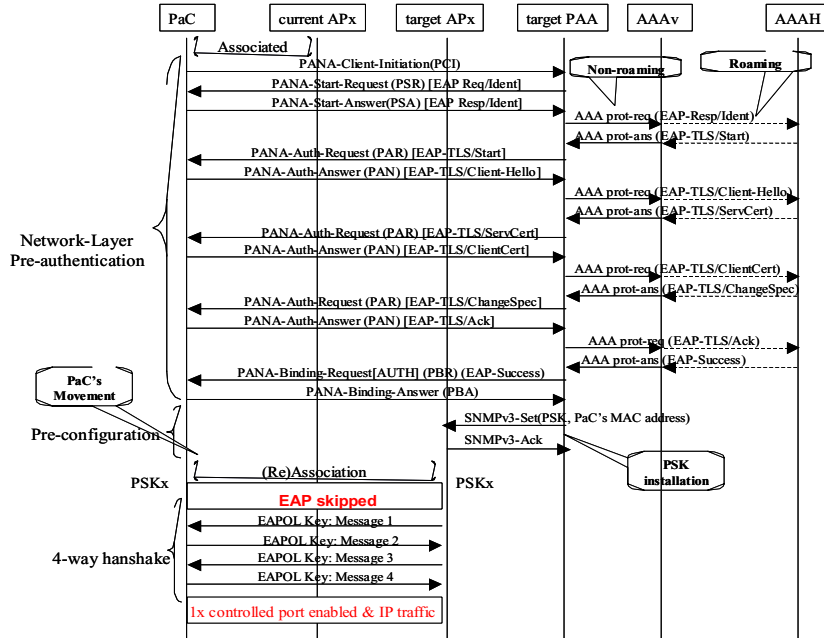 PaC
current APx
target APx
target PAA
AAAv
AAAH
Associated
PANA-Client-Initiation(PCI)
Non-roaming
Roaming
PANA-Start-Request (PSR) [EAP Req/Ident]
PANA-Start-Answer(PSA) [EAP Resp/Ident]
AAA prot-req (EAP-Resp/Ident)
AAA prot-ans (EAP-TLS/Start)
PANA-Auth-Request (PAR) [EAP-TLS/Start]
PANA-Auth-Answer (PAN) [EAP-TLS/Client-Hello]
AAA prot-req (EAP-TLS/Client-Hello)
AAA prot-ans (EAP-TLS/ServCert)
PANA-Auth-Request (PAR) [EAP-TLS/ServCert]
Network-Layer
Pre-authentication
PANA-Auth-Answer (PAN) [EAP-TLS/ClientCert]
AAA prot-req (EAP-TLS/ClientCert)
AAA prot-ans (EAP-TLS/ChangeSpec)
PANA-Auth-Request (PAR) [EAP-TLS/ChangeSpec]
PANA-Auth-Answer (PAN) [EAP-TLS/Ack]
AAA prot-req (EAP-TLS/Ack)
AAA prot-ans (EAP-Success)
PANA-Binding-Request[AUTH] (PBR) (EAP-Success)
PANA-Binding-Answer (PBA)
PaC's
Movement
SNMPv3-Set(PSK, PaC's MAC address)
Pre-configuration
SNMPv3-Ack
PSK
installation
(Re)Association
PSKx
PSKx
EAP skipped
EAPOL Key: Message 1
EAPOL Key: Message 2
4-way hanshake
EAPOL Key: Message 3
EAPOL Key: Message 4
1x controlled port enabled & IP traffic